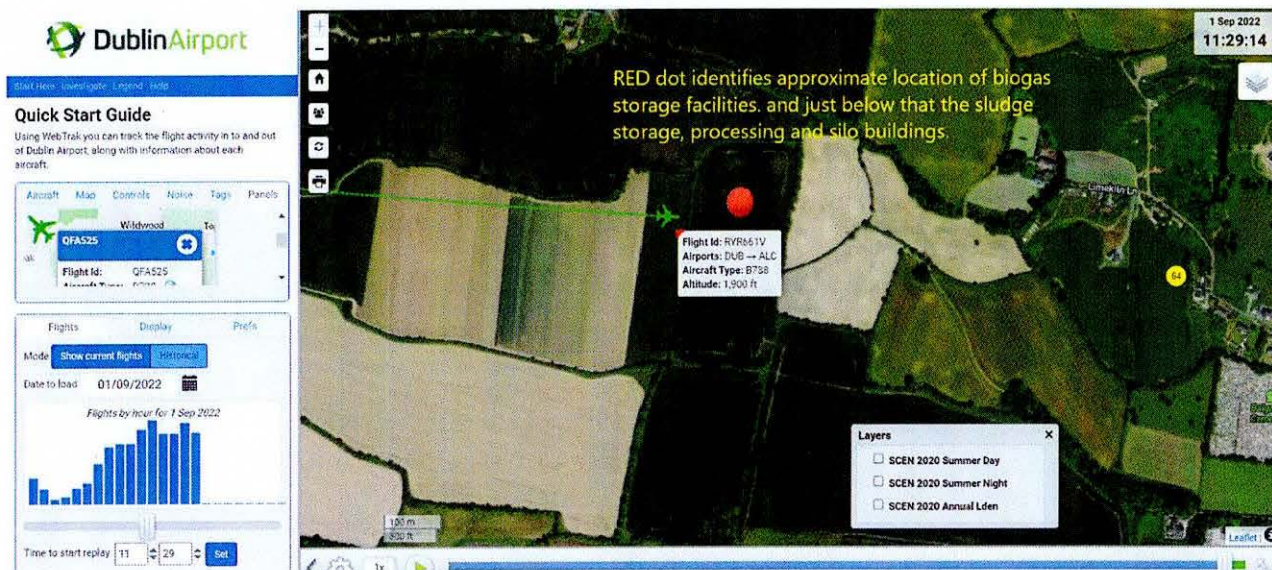 DublinAirport
Start Here Investigate Legend Help
Quick Start Guide
Using WebTrak you can track the flight activity in to and out
of Dublin Airport, along with information about each
aircraft.
Aircraft Map Controls Noise Tags Panels
Wildwood
QFA525
Flight Id: QFA525
Flights Display Prefs
Mode Show current flights Historical
Date to load 01/09/2022
Flights by hour for 1 Sep 2022
Time to start replay 11 29 Set
+
−
RED dot identifies approximate location of biogas
storage facilities. and just below that the sludge
storage, processing and silo buildings.
1 Sep 2022
11:29:14
Limekiln Ln
64
Flight Id: RYR661V
Airports: DUB → ALC
Aircraft Type: B738
Altitude: 1,900 ft
Layers ×
SCEN 2020 Summer Day
SCEN 2020 Summer Night
SCEN 2020 Annual Lden
100 m
300 ft
Leaflet
1x